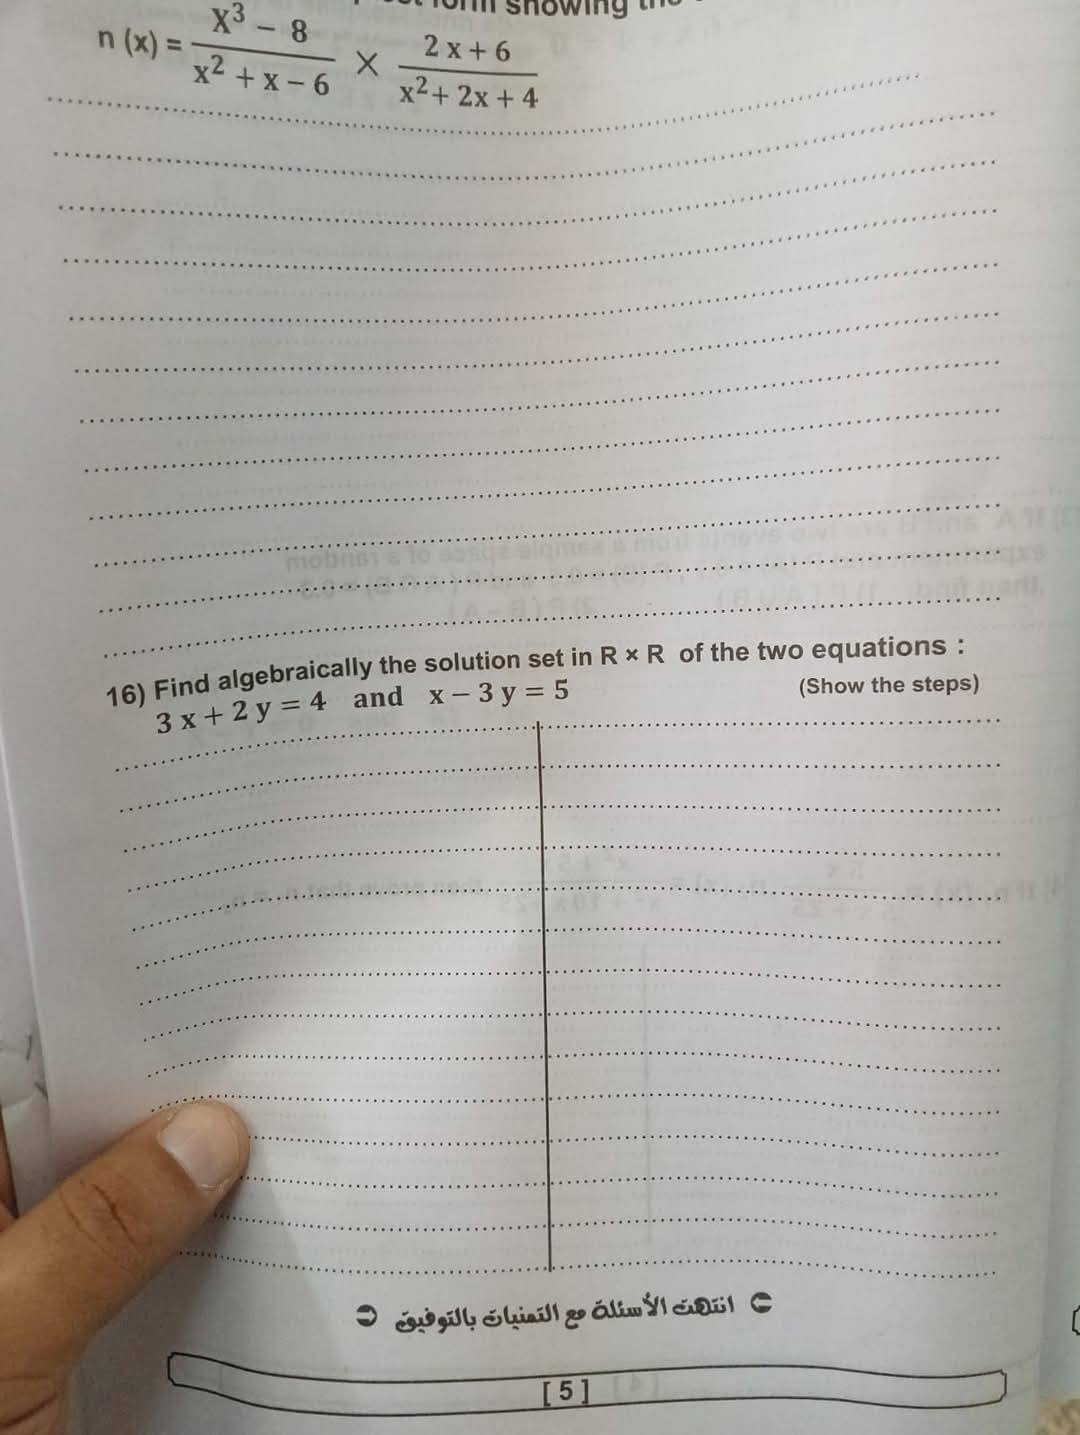 form showing
n (x) = X³ − 8 / x² + x − 6 × 2 x + 6 / x² + 2x + 4
16) Find algebraically the solution set in R × R of the two equations :
3 x + 2 y = 4 and x − 3 y = 5 (Show the steps)
انتهت الأسئلة مع التمنيات بالتوفيق
[ 5 ]